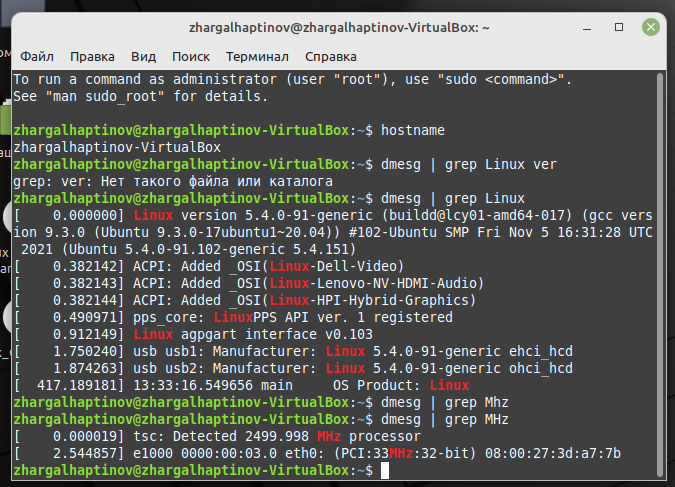 zhargalhaptinov@zhargalhaptinov-VirtualBox: ~
Файл Правка Вид Поиск Терминал Справка
To run a command as administrator (user "root"), use "sudo <command>".
See "man sudo_root" for details.
zhargalhaptinov@zhargalhaptinov-VirtualBox:~$ hostname
zhargalhaptinov-VirtualBox
zhargalhaptinov@zhargalhaptinov-VirtualBox:~$ dmesg | grep Linux ver
grep: ver: Нет такого файла или каталога
zhargalhaptinov@zhargalhaptinov-VirtualBox:~$ dmesg | grep Linux
[    0.000000] Linux version 5.4.0-91-generic (buildd@lcy01-amd64-017) (gcc vers
ion 9.3.0 (Ubuntu 9.3.0-17ubuntu1~20.04)) #102-Ubuntu SMP Fri Nov 5 16:31:28 UTC
 2021 (Ubuntu 5.4.0-91.102-generic 5.4.151)
[    0.382142] ACPI: Added _OSI(Linux-Dell-Video)
[    0.382143] ACPI: Added _OSI(Linux-Lenovo-NV-HDMI-Audio)
[    0.382144] ACPI: Added _OSI(Linux-HPI-Hybrid-Graphics)
[    0.490971] pps_core: LinuxPPS API ver. 1 registered
[    0.912149] Linux agpgart interface v0.103
[    1.750240] usb usb1: Manufacturer: Linux 5.4.0-91-generic ehci_hcd
[    1.874263] usb usb2: Manufacturer: Linux 5.4.0-91-generic ohci_hcd
[  417.189181] 13:33:16.549656 main     OS Product: Linux
zhargalhaptinov@zhargalhaptinov-VirtualBox:~$ dmesg | grep Mhz
zhargalhaptinov@zhargalhaptinov-VirtualBox:~$ dmesg | grep MHz
[    0.000019] tsc: Detected 2499.998 MHz processor
[    2.544857] e1000 0000:00:03.0 eth0: (PCI:33MHz:32-bit) 08:00:27:3d:a7:7b
zhargalhaptinov@zhargalhaptinov-VirtualBox:~$